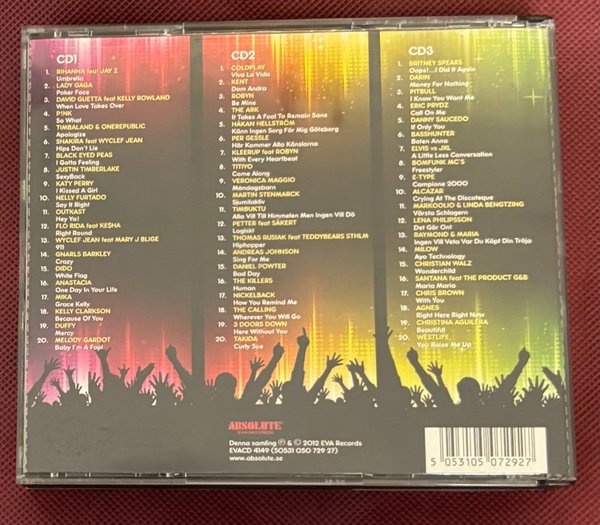 CD1
1. RIHANNA feat JAY Z
Umbrella
2. LADY GAGA
Poker Face
3. DAVID GUETTA feat KELLY ROWLAND
When Love Takes Over
4. P!NK
So What
5. TIMBALAND & ONEREPUBLIC
Apologize
6. SHAKIRA feat WYCLEF JEAN
Hips Don't Lie
7. BLACK EYED PEAS
I Gotta Feeling
8. JUSTIN TIMBERLAKE
SexyBack
9. KATY PERRY
I Kissed A Girl
10. NELLY FURTADO
Say It Right
11. OUTKAST
Hey Ya!
12. FLO RIDA feat KE$HA
Right Round
13. WYCLEF JEAN feat MARY J BLIGE
911
14. GNARLS BARKLEY
Crazy
15. DIDO
White Flag
16. ANASTACIA
One Day In Your Life
17. MIKA
Grace Kelly
18. KELLY CLARKSON
Because Of You
19. DUFFY
Mercy
20. MELODY GARDOT
Baby I'm A Fool
CD2
1. COLDPLAY
Viva La Vida
2. KENT
Dom Andra
3. ROBYN
Be Mine
4. THE ARK
It Takes A Fool To Remain Sane
5. HÅKAN HELLSTRÖM
Känn Ingen Sorg För Mig Göteborg
6. PER GESSLE
Hör Kommer Alla Känslorna
7. KLEERUP feat ROBYN
With Every Heartbeat
8. TITIYO
Come Along
9. VERONICA MAGGIO
Måndagsbarn
10. MARTIN STENMARCK
Sjumilakliv
11. TIMBUKTU
Alla Vill Till Himmelen Men Ingen Vill Dö
12. PETTER feat SÄKERT
Logiskt
13. THOMAS RUSIAK feat TEDDYBEARS STHLM
Hiphopper
14. ANDREAS JOHNSON
Sing For Me
15. DANIEL POWTER
Bad Day
16. THE KILLERS
Human
17. NICKELBACK
How You Remind Me
18. THE CALLING
Wherever You Will Go
19. 3 DOORS DOWN
Here Without You
20. TAKIDA
Curly Sue
CD3
1. BRITNEY SPEARS
Oops!...I Did It Again
2. DARIN
Money For Nothing
3. PITBULL
I Know You Want Me
4. ERIC PRYDZ
Call On Me
5. DANNY SAUCEDO
If Only You
6. BASSHUNTER
Boten Anna
7. ELVIS vs JXL
A Little Less Conversation
8. BOMFUNK MC'S
Freestyler
9. E-TYPE
Campione 2000
10. ALCAZAR
Crying At The Discoteque
11. MARKOOLIO & LINDA BENGTZING
Värsta Schlagern
12. LENA PHILIPSSON
Det Gör Ont
13. RAYMOND & MARIA
Ingen Vill Veta Var Du Köpt Din Tröja
14. MILOW
Ayo Technology
15. CHRISTIAN WALZ
Wonderchild
16. SANTANA feat THE PRODUCT G&B
Maria Maria
17. CHRIS BROWN
With You
18. AGNES
Right Here Right Now
19. CHRISTINA AGUILERA
Beautiful
20. WESTLIFE
You Raise Me Up
ABSOLUTE
EVA RECORDS
Denna samling ℗ & © 2012 EVA Records
EVACD 4149 (50531 050 729 27)
www.absolute.se
5 053105 072927